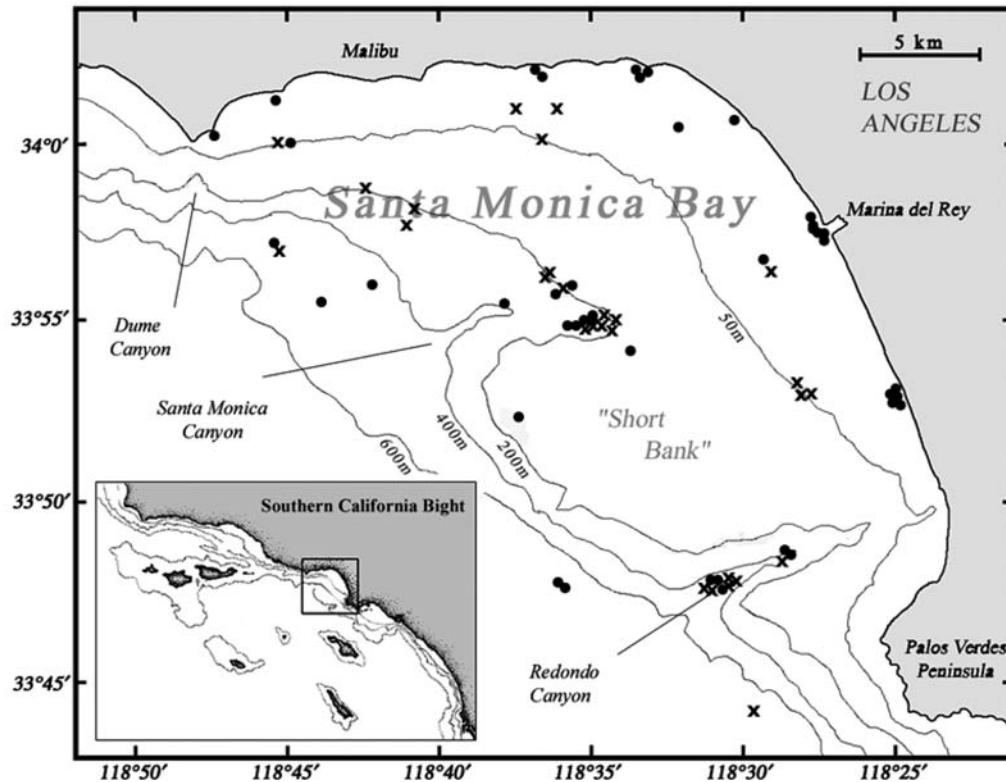 Malibu
5 km
LOS
ANGELES
34°0′
Santa Monica Bay
Marina del Rey
33°55′
Dume
Canyon
50m
Santa Monica
Canyon
"Short
Bank"
400m
200m
600m
33°50′
Southern California Bight
Redondo
Canyon
Palos Verdes
Peninsula
33°45′
118°50′ 118°45′ 118°40′ 118°35′ 118°30′ 118°25′